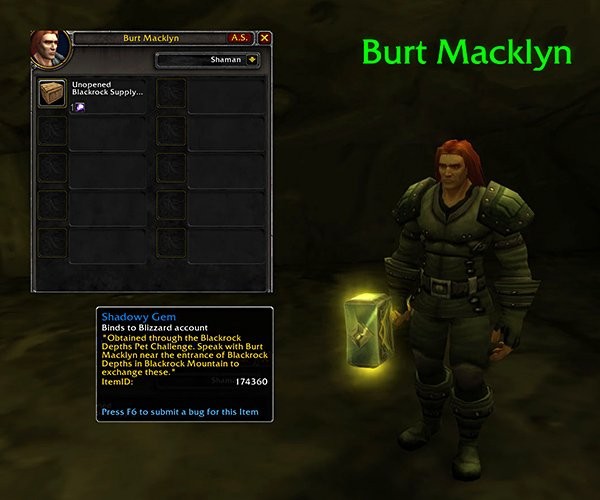 Burt Macklyn
A.S.
Shaman
Burt Macklyn
Unopened
Blackrock Supply...
1
Shadowy Gem
Binds to Blizzard account
"Obtained through the Blackrock
Depths Pet Challenge. Speak with Burt
Macklyn near the entrance of Blackrock
Depths in Blackrock Mountain to
exchange these."
ItemID: 174360
Press F6 to submit a bug for this Item